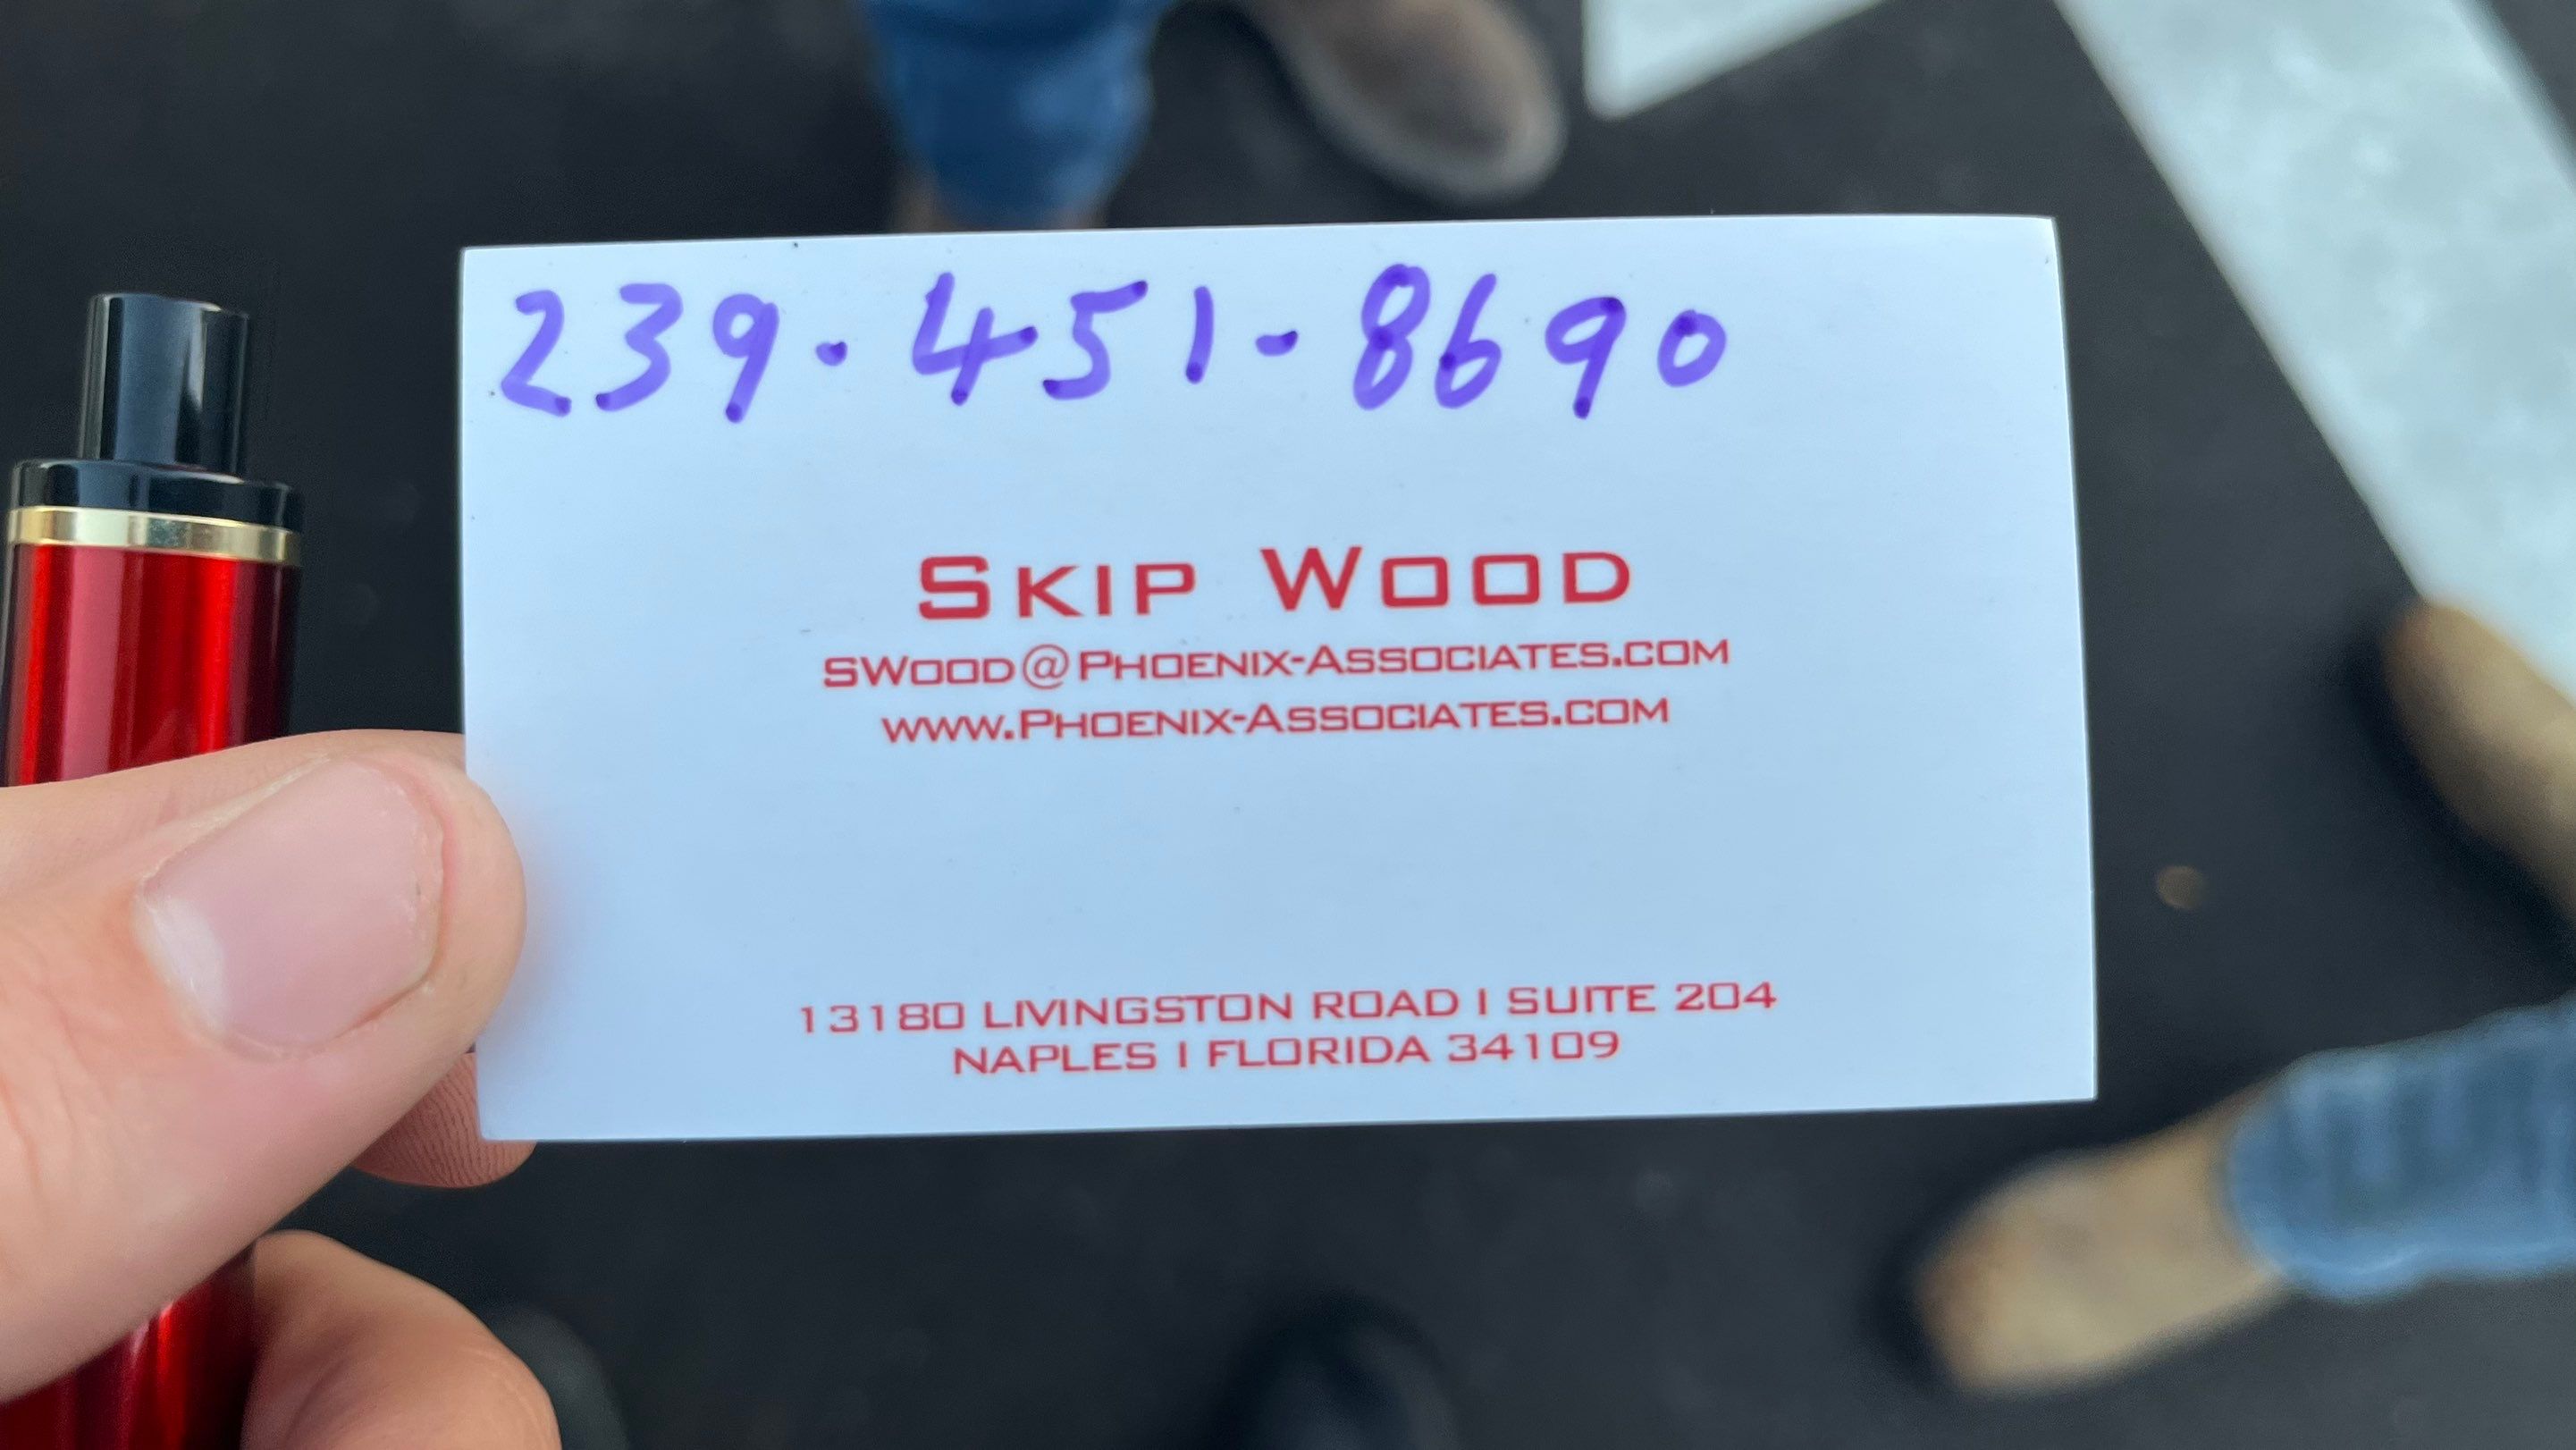 239-451-8690
SKIP WOOD
SWOOD@PHOENIX-ASSOCIATES.COM
WWW.PHOENIX-ASSOCIATES.COM
13180 LIVINGSTON ROAD | SUITE 204
NAPLES | FLORIDA 34109